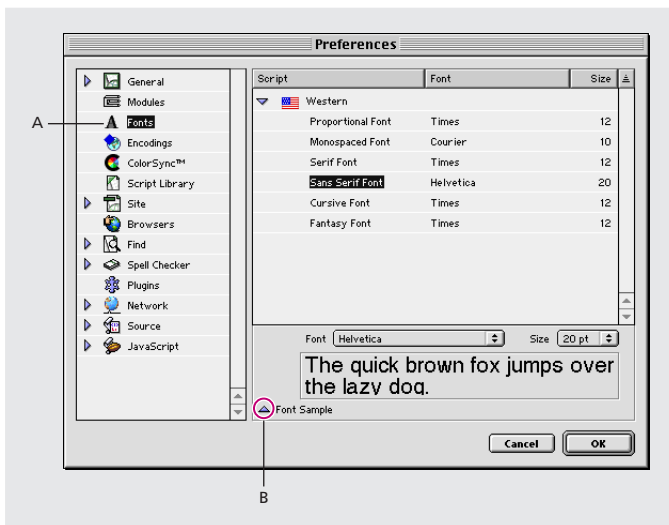 Preferences
General
Modules
A
Fonts
Encodings
ColorSync™
Script Library
Site
Browsers
Find
Spell Checker
Plugins
Network
Source
JavaScript
Script Font Size
Western
Proportional Font Times 12
Monospaced Font Courier 10
Serif Font Times 12
Sans Serif Font Helvetica 20
Cursive Font Times 12
Fantasy Font Times 12
Font Helvetica Size 20 pt
The quick brown fox jumps over
the lazy dog.
Font Sample
Cancel OK
B